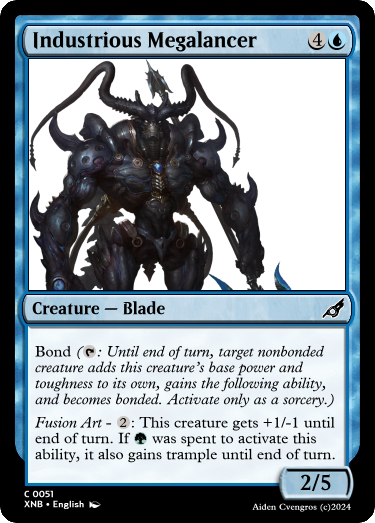 Industrious Megalancer 4
Creature — Blade
Bond (: Until end of turn, target nonbonded
creature adds this creature's base power and
toughness to its own, gains the following ability,
and becomes bonded. Activate only as a sorcery.)
Fusion Art - 2: This creature gets +1/-1 until
end of turn. If was spent to activate this
ability, it also gains trample until end of turn.
2/5
C 0051
XNB • English
Aiden Cvengros (c)2024